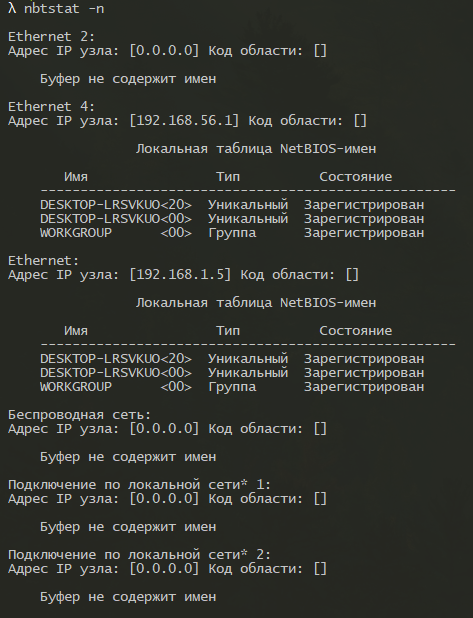 λ nbtstat -n
Ethernet 2:
Адрес IP узла: [0.0.0.0] Код области: []
Буфер не содержит имен
Ethernet 4:
Адрес IP узла: [192.168.56.1] Код области: []
Локальная таблица NetBIOS-имен
Имя Тип Состояние
----------------------------------------------------
DESKTOP-LRSVKUO<20> Уникальный Зарегистрирован
DESKTOP-LRSVKUO<00> Уникальный Зарегистрирован
WORKGROUP <00> Группа Зарегистрирован
Ethernet:
Адрес IP узла: [192.168.1.5] Код области: []
Локальная таблица NetBIOS-имен
Имя Тип Состояние
----------------------------------------------------
DESKTOP-LRSVKUO<20> Уникальный Зарегистрирован
DESKTOP-LRSVKUO<00> Уникальный Зарегистрирован
WORKGROUP <00> Группа Зарегистрирован
Беспроводная сеть:
Адрес IP узла: [0.0.0.0] Код области: []
Буфер не содержит имен
Подключение по локальной сети* 1:
Адрес IP узла: [0.0.0.0] Код области: []
Буфер не содержит имен
Подключение по локальной сети* 2:
Адрес IP узла: [0.0.0.0] Код области: []
Буфер не содержит имен